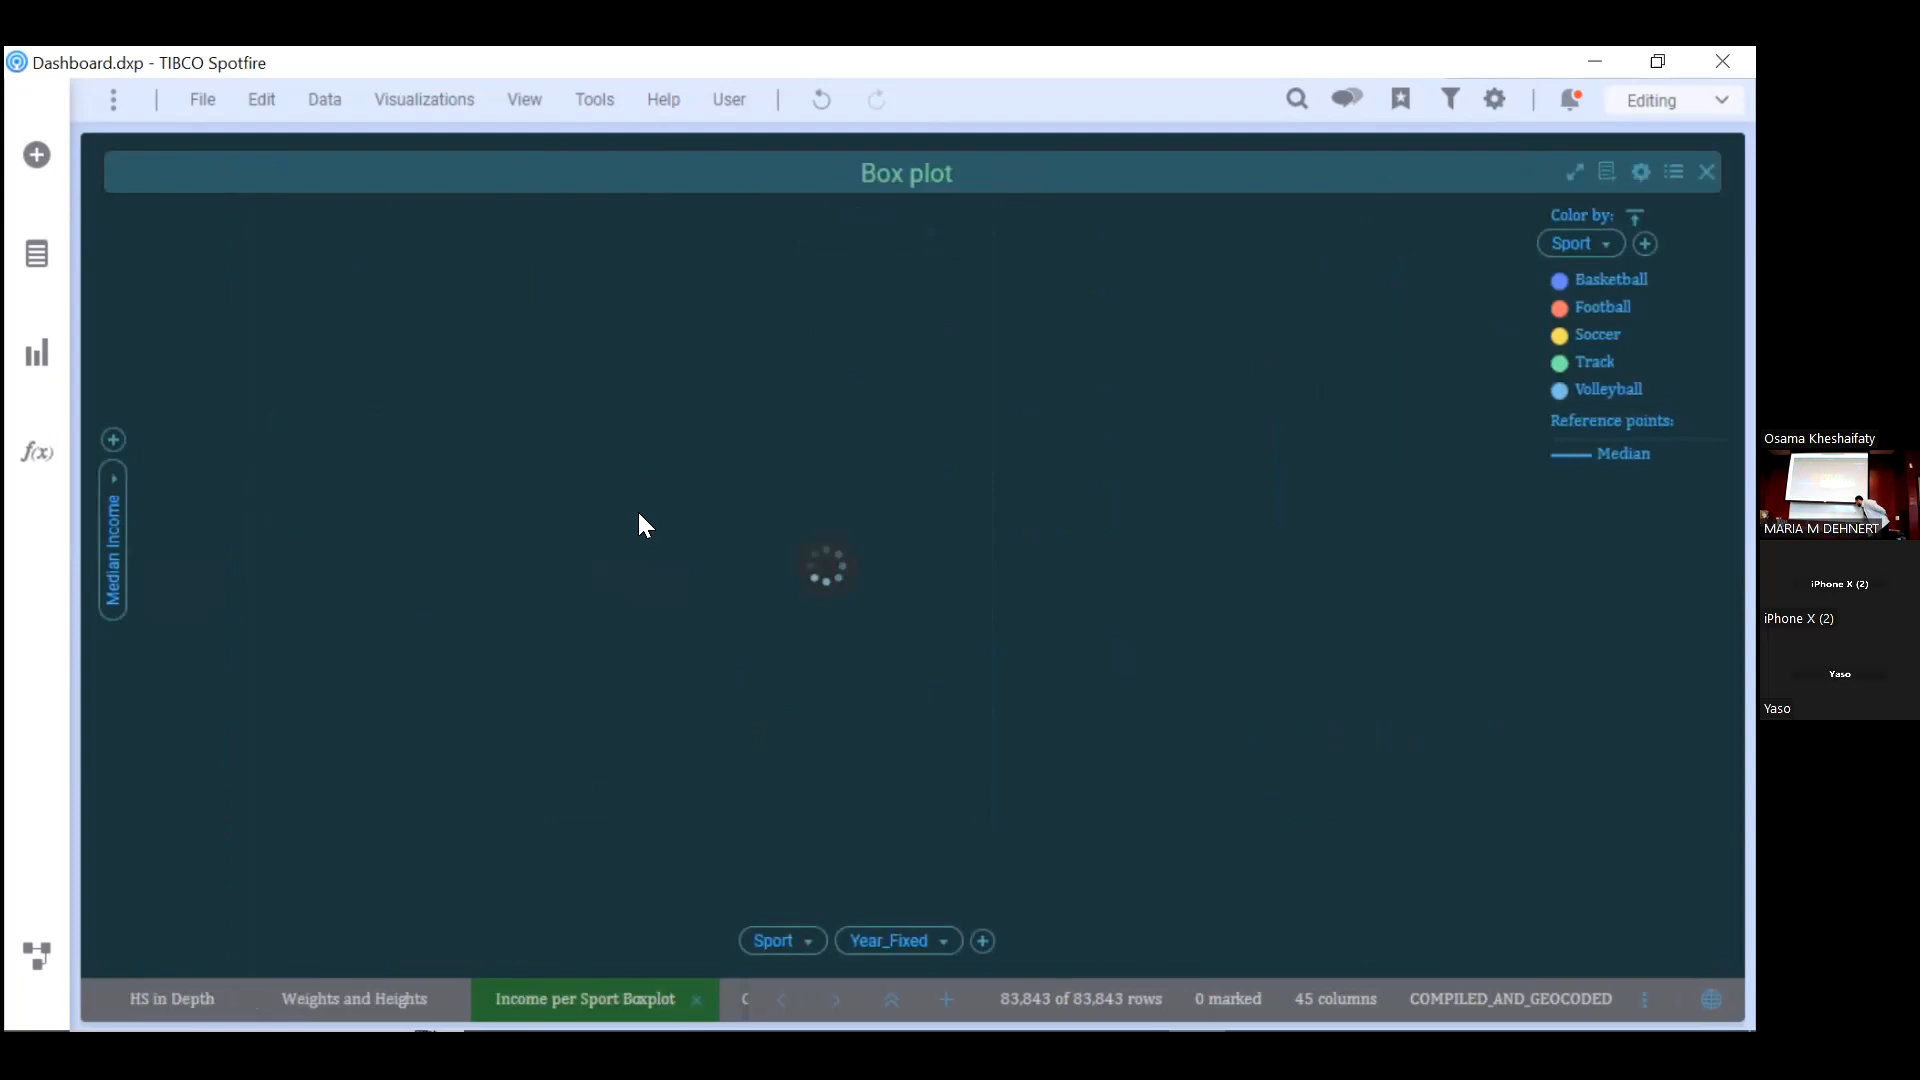 Dashboard.dxp - TIBCO Spotfire
File Edit Data Visualizations View Tools Help User
Editing
Box plot
Color by:
Sport
Basketball
Football
Soccer
Track
Volleyball
Reference points:
Median
Median Income
f(x)
Sport Year_Fixed
HS in Depth Weights and Heights Income per Sport Boxplot 83,843 of 83,843 rows 0 marked 45 columns COMPILED_AND_GEOCODED
Osama Kheshaifaty
MARIA M DEHNERT
iPhone X (2)
iPhone X (2)
Yaso
Yaso